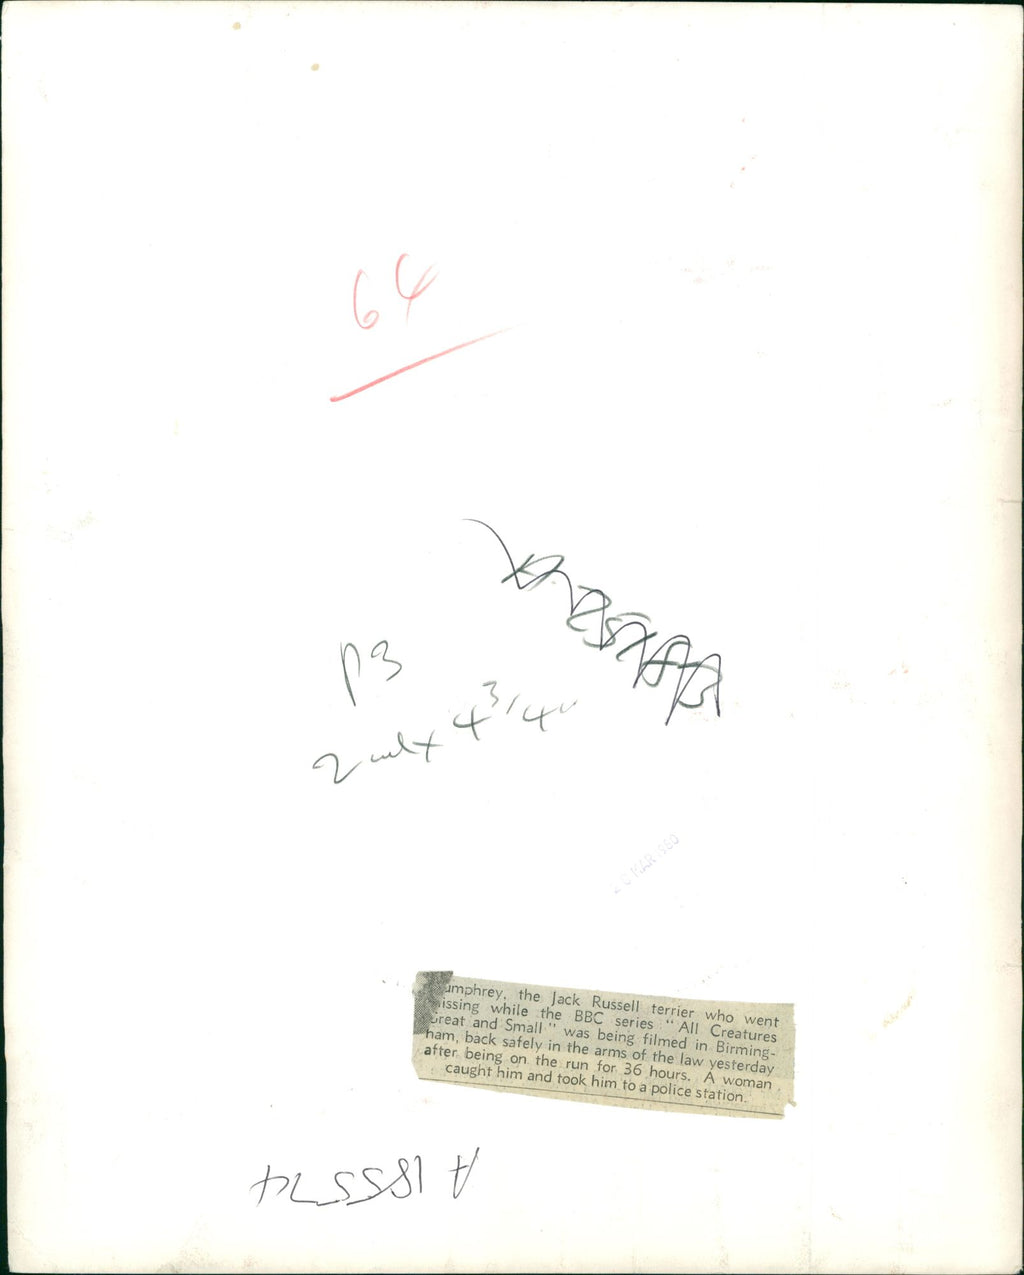 64
P3
2 x 4 3/4"
MAR 1980
umphrey, the Jack Russell terrier who went
issing while the BBC series "All Creatures
Great and Small" was being filmed in Birming-
ham, back safely in the arms of the law yesterday
after being on the run for 36 hours. A woman
caught him and took him to a police station.